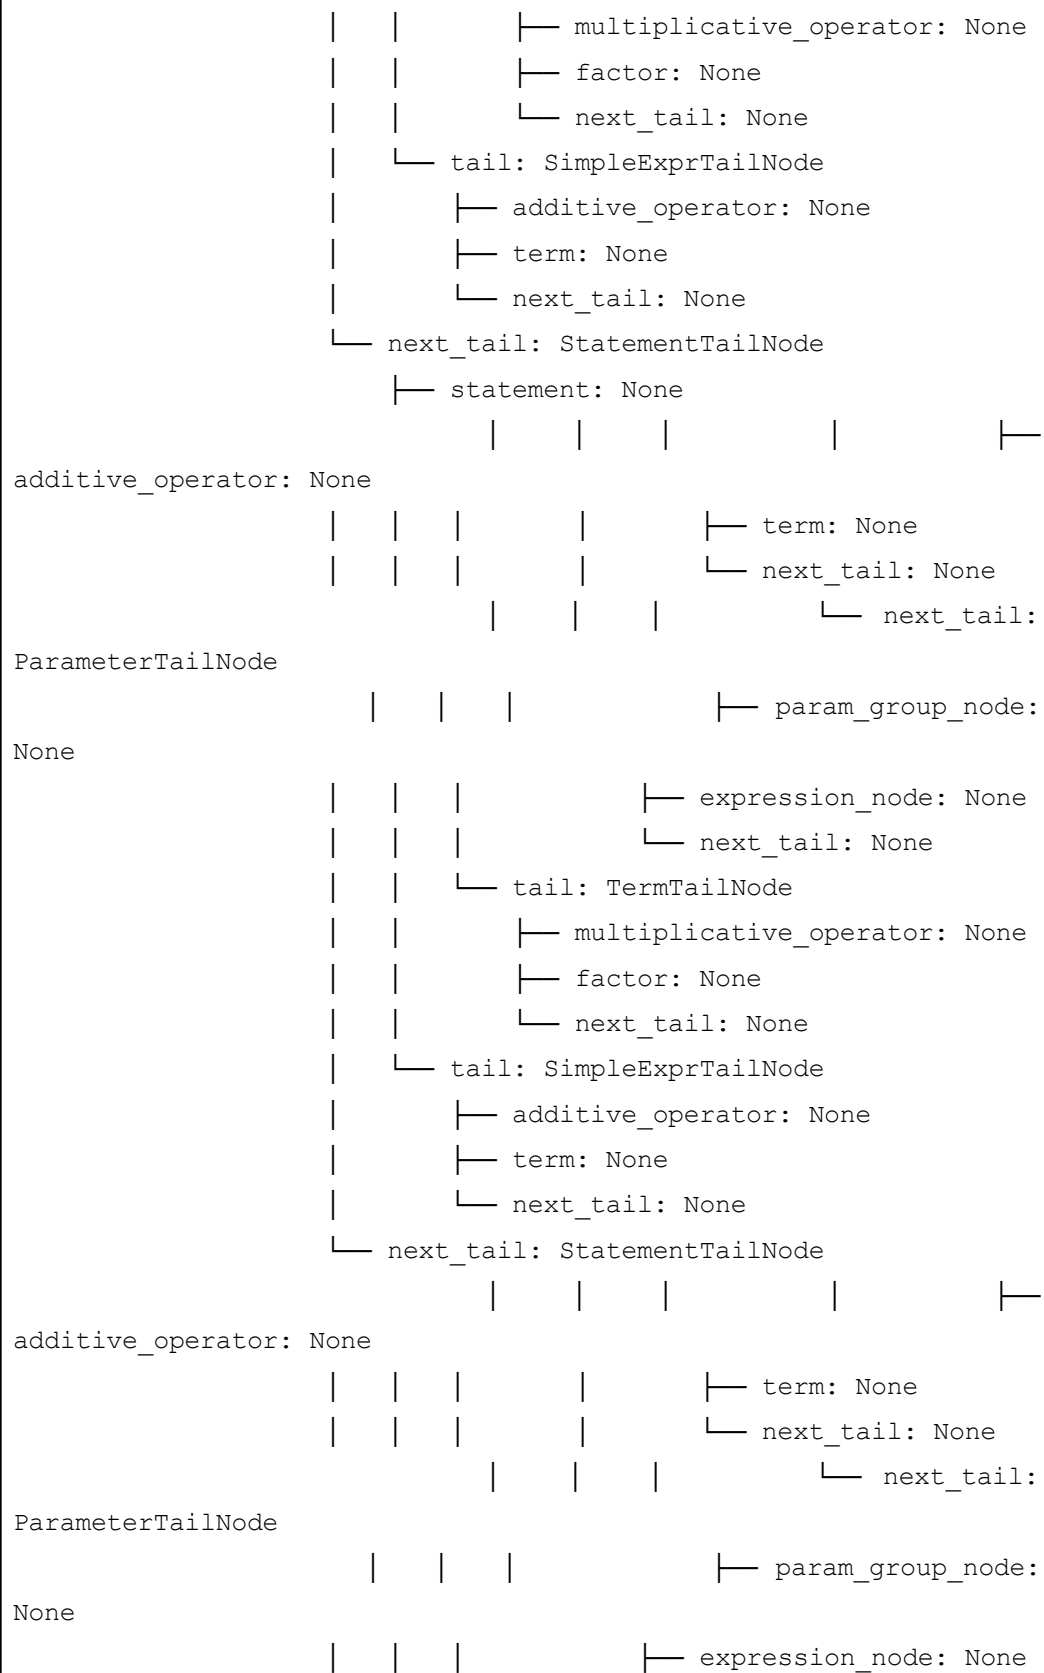 │   │       ├── multiplicative_operator: None
│   │       ├── factor: None
│   │       └── next_tail: None
│   └── tail: SimpleExprTailNode
│       ├── additive_operator: None
│       ├── term: None
│       └── next_tail: None
└── next_tail: StatementTailNode
    ├── statement: None
│   │   │       │       ├──
additive_operator: None
│   │   │       │       ├── term: None
│   │   │       │       └── next_tail: None
│   │   │       └── next_tail:
ParameterTailNode
│   │   │           ├── param_group_node:
None
│   │   │           ├── expression_node: None
│   │   │           └── next_tail: None
│   │   └── tail: TermTailNode
│   │       ├── multiplicative_operator: None
│   │       ├── factor: None
│   │       └── next_tail: None
│   └── tail: SimpleExprTailNode
│       ├── additive_operator: None
│       ├── term: None
│       └── next_tail: None
└── next_tail: StatementTailNode
│   │   │       │       ├──
additive_operator: None
│   │   │       │       ├── term: None
│   │   │       │       └── next_tail: None
│   │   │       └── next_tail:
ParameterTailNode
│   │   │           ├── param_group_node:
None
│   │   │           ├── expression_node: None